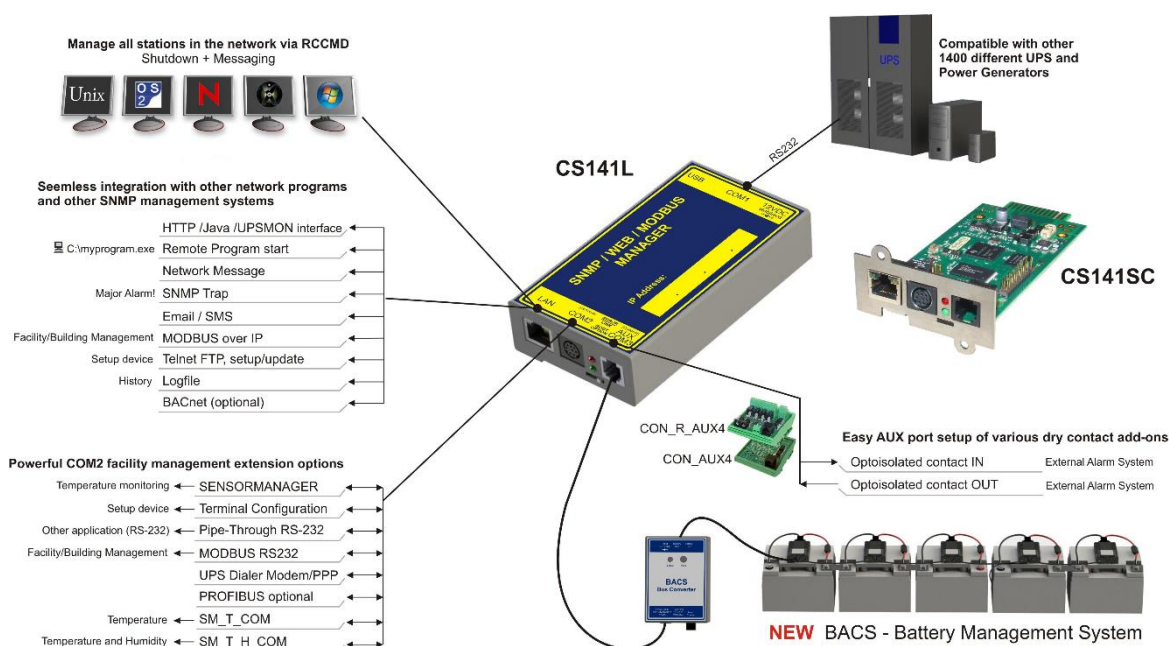 Manage all stations in the network via RCCMD
Shutdown + Messaging
Unix
OS
2
N
Seemless integration with other network programs
and other SNMP management systems
HTTP /Java /UPSMON interface
C:\myprogram.exe Remote Program start
Network Message
Major Alarm! SNMP Trap
Email / SMS
Facility/Building Management MODBUS over IP
Setup device Telnet FTP, setup/update
History Logfile
BACnet (optional)
Powerful COM2 facility management extension options
Temperature monitoring SENSORMANAGER
Setup device Terminal Configuration
Other application (RS-232) Pipe-Through RS-232
Facility/Building Management MODBUS RS232
UPS Dialer Modem/PPP
PROFIBUS optional
Temperature SM_T_COM
Temperature and Humidity SM_T_H_COM
CS141L
USB
COM1
12VDC
SNMP / WEB / MODBUS
MANAGER
IP Address:
LAN
COM2
AUX
RS232
UPS
Compatible with other
1400 different UPS and
Power Generators
CS141SC
CON_R_AUX4
CON_AUX4
Easy AUX port setup of various dry contact add-ons
Optoisolated contact IN External Alarm System
Optoisolated contact OUT External Alarm System
BACS
Bus Converter
NEW BACS - Battery Management System